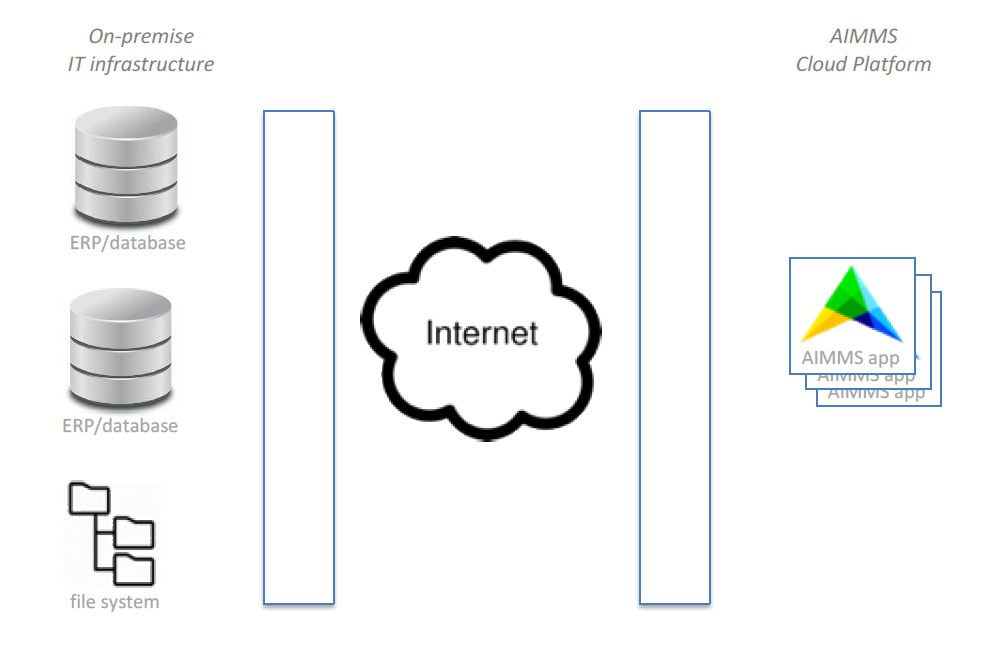 On-premise
IT infrastructure
AIMMS
Cloud Platform
ERP/database
ERP/database
file system
Internet
AIMMS app
AIMMS app
AIMMS app